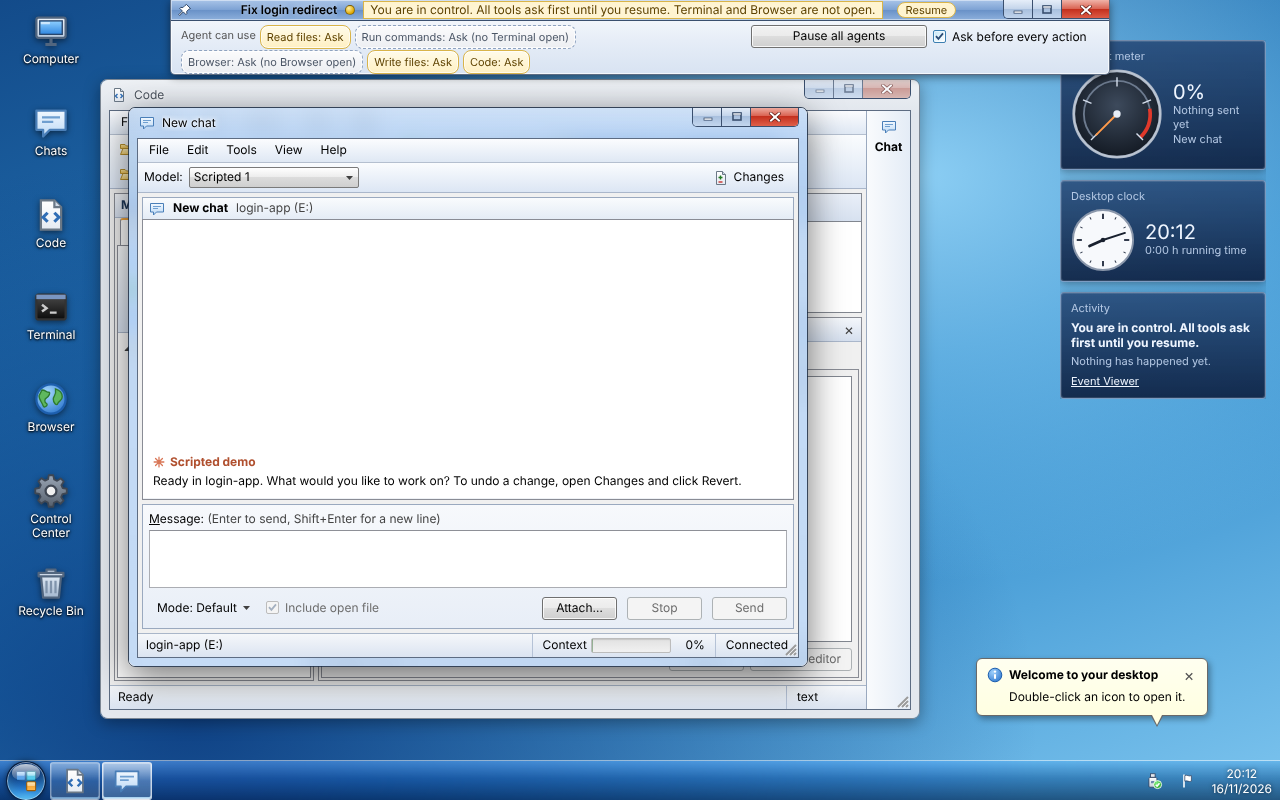 Fix login redirect
You are in control. All tools ask first until you resume. Terminal and Browser are not open.
Resume
Agent can use
Read files: Ask
Run commands: Ask (no Terminal open)
Pause all agents
Ask before every action
Browser: Ask (no Browser open)
Write files: Ask
Code: Ask
Computer
Chats
Code
Terminal
Browser
Control
Center
Recycle Bin
Code
New chat
File
Edit
Tools
View
Help
Model:
Scripted 1
Changes
New chat
login-app (E:)
Scripted demo
Ready in login-app. What would you like to work on? To undo a change, open Changes and click Revert.
Message: (Enter to send, Shift+Enter for a new line)
Mode: Default
Include open file
Attach...
Stop
Send
login-app (E:)
Context
0%
Connected
editor
Ready
text
Chat
meter
0%
Nothing sent
yet
New chat
Desktop clock
20:12
0:00 h running time
Activity
You are in control. All tools ask
first until you resume.
Nothing has happened yet.
Event Viewer
Welcome to your desktop
Double-click an icon to open it.
20:12
16/11/2026